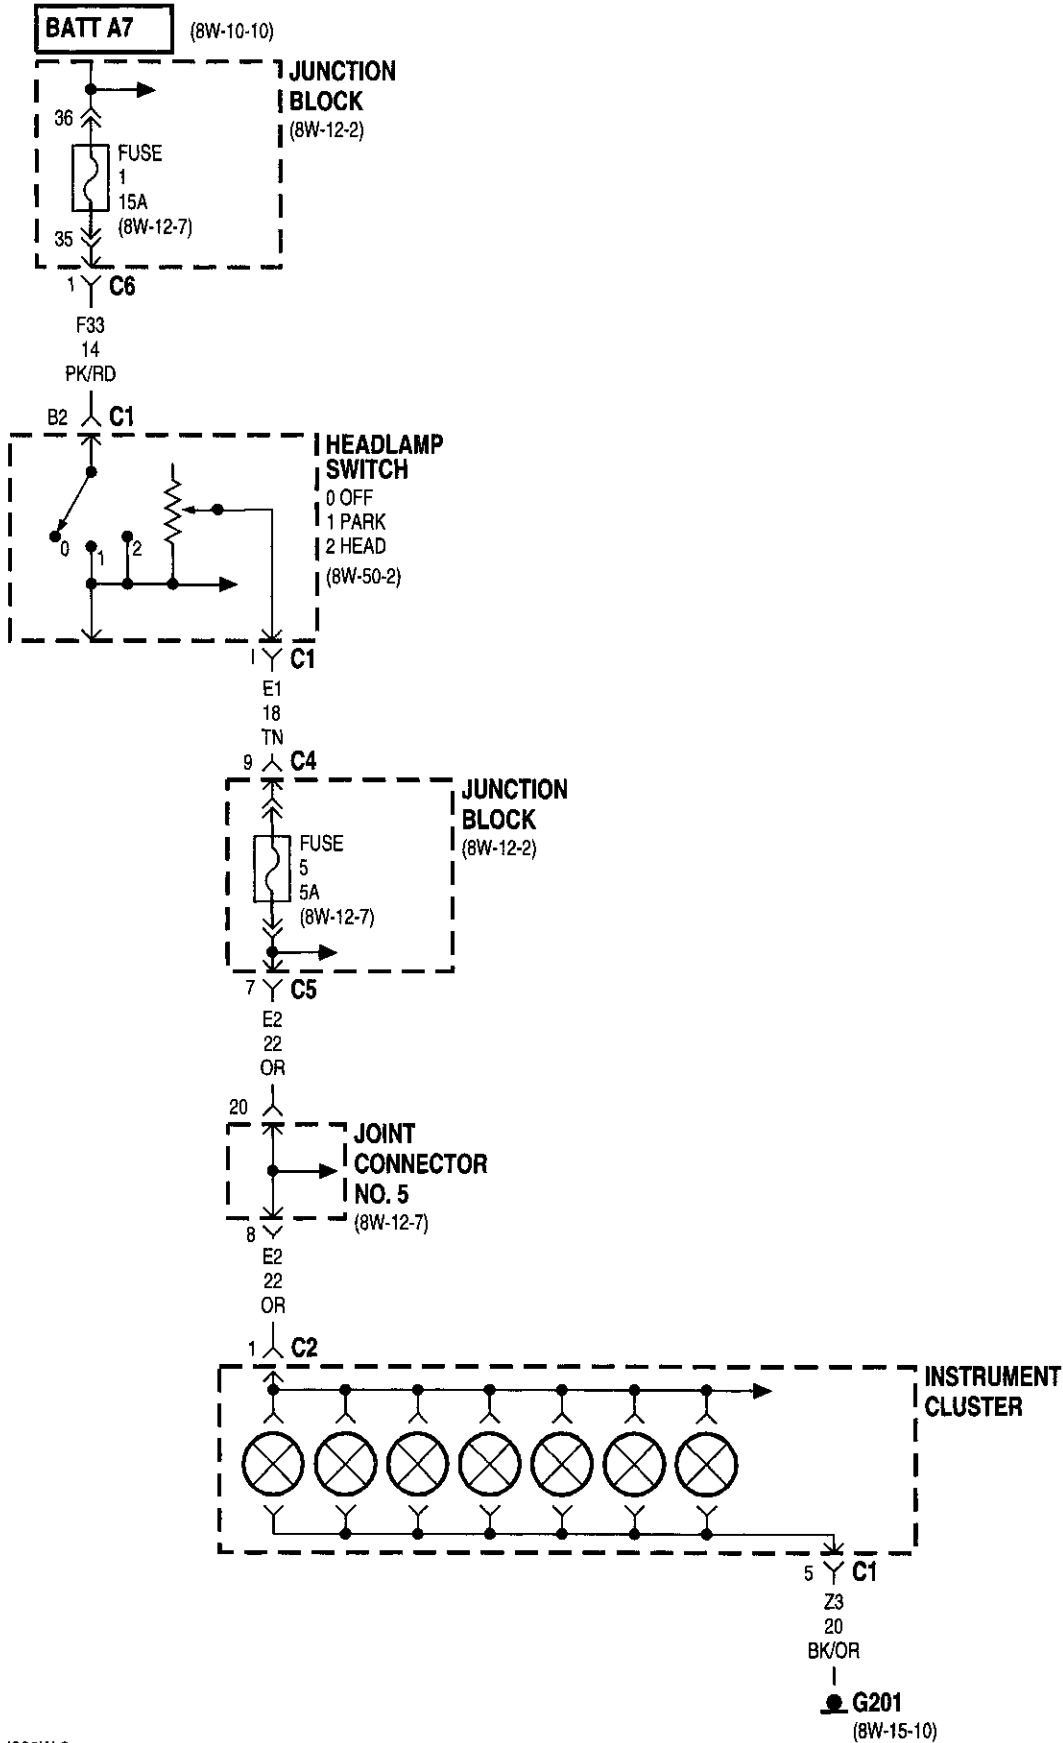 BATT A7
(8W-10-10)
JUNCTION
BLOCK
(8W-12-2)
36
FUSE
1
15A
(8W-12-7)
35
1
C6
F33
14
PK/RD
B2
C1
HEADLAMP
SWITCH
0 OFF
1 PARK
2 HEAD
(8W-50-2)
0
1
2
I
C1
E1
18
TN
9
C4
JUNCTION
BLOCK
(8W-12-2)
FUSE
5
5A
(8W-12-7)
7
C5
E2
22
OR
20
JOINT
CONNECTOR
NO. 5
(8W-12-7)
8
E2
22
OR
1
C2
INSTRUMENT
CLUSTER
5
C1
Z3
20
BK/OR
G201
(8W-15-10)